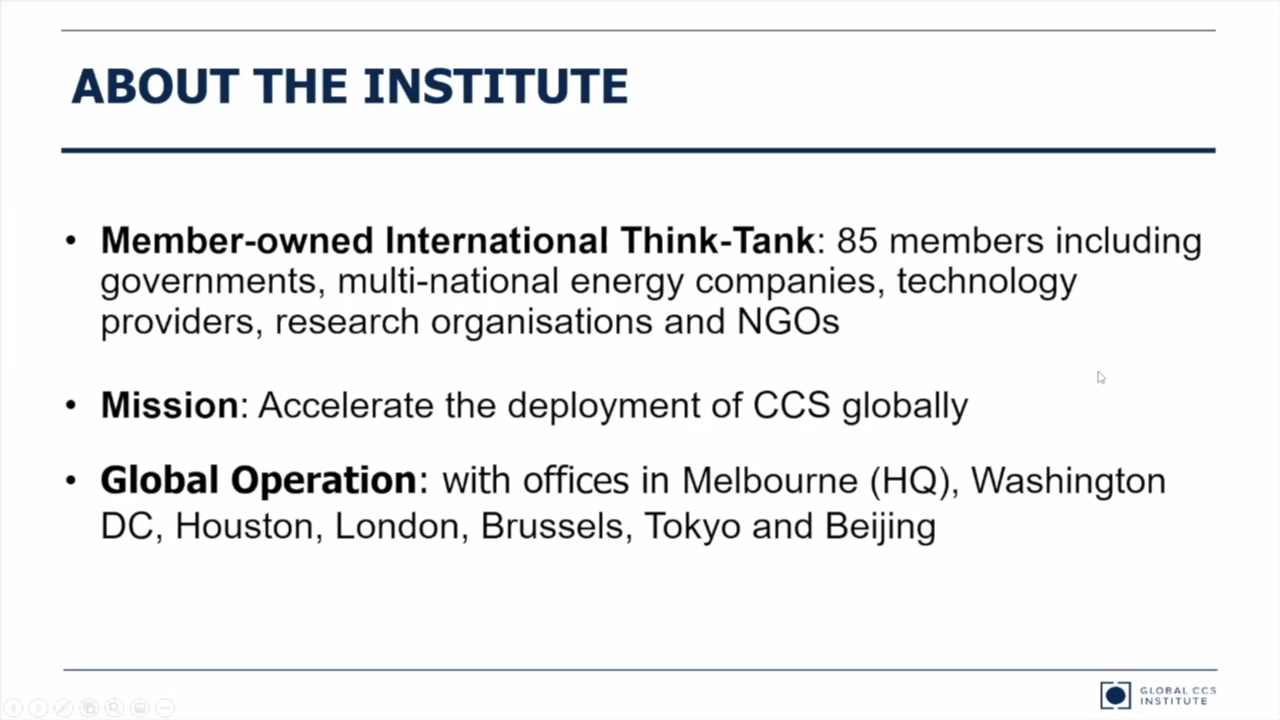 ABOUT THE INSTITUTE
• Member-owned International Think-Tank: 85 members including
governments, multi-national energy companies, technology
providers, research organisations and NGOs
• Mission: Accelerate the deployment of CCS globally
• Global Operation: with offices in Melbourne (HQ), Washington
DC, Houston, London, Brussels, Tokyo and Beijing
GLOBAL CCS
INSTITUTE